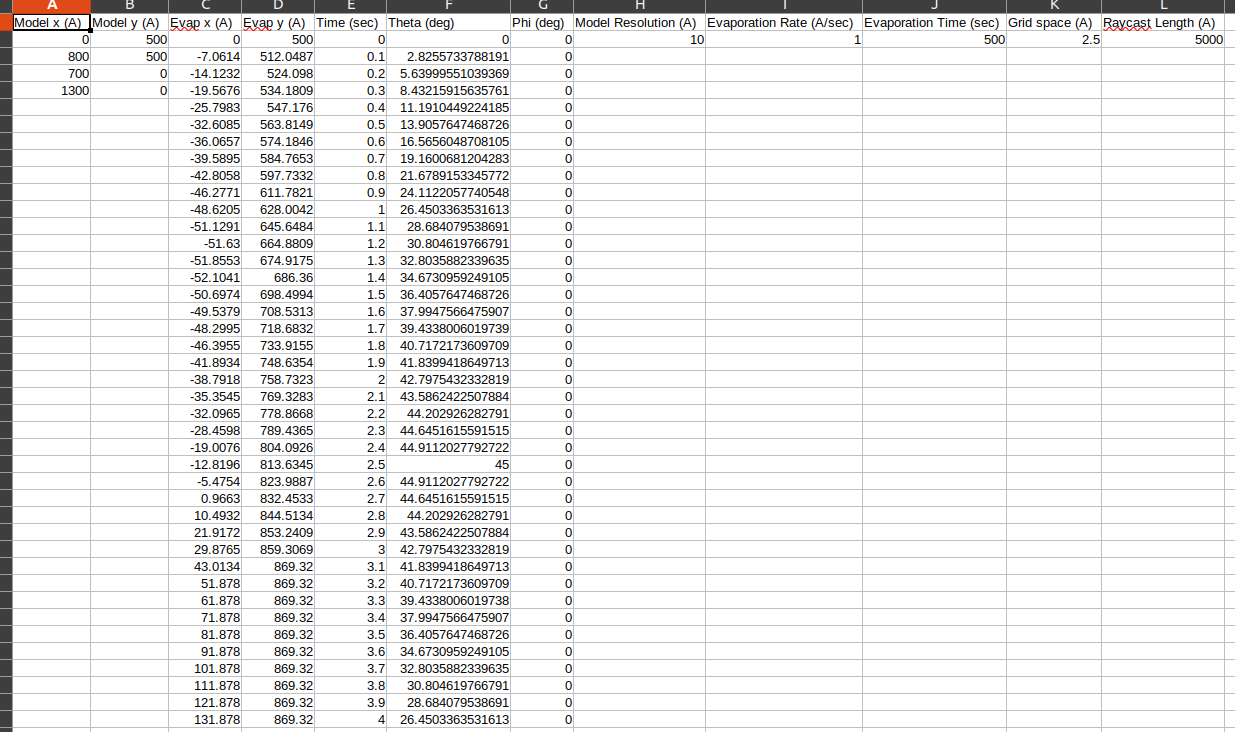 A B C D E F G H I J K L
Model x (A) Model y (A) Evap x (A) Evap y (A) Time (sec) Theta (deg) Phi (deg) Model Resolution (A) Evaporation Rate (A/sec) Evaporation Time (sec) Grid space (A) Raycast Length (A)
0 500 0 500 0 0 0 10 1 500 2.5 5000
800 500 -7.0614 512.0487 0.1 2.8255733788191 0
700 0 -14.1232 524.098 0.2 5.63999551039369 0
1300 0 -19.5676 534.1809 0.3 8.43215915635761 0
-25.7983 547.176 0.4 11.1910449224185 0
-32.6085 563.8149 0.5 13.9057647468726 0
-36.0657 574.1846 0.6 16.5656048708105 0
-39.5895 584.7653 0.7 19.1600681204283 0
-42.8058 597.7332 0.8 21.6789153345772 0
-46.2771 611.7821 0.9 24.1122057740548 0
-48.6205 628.0042 1 26.4503363531613 0
-51.1291 645.6484 1.1 28.684079538691 0
-51.63 664.8809 1.2 30.804619766791 0
-51.8553 674.9175 1.3 32.8035882339635 0
-52.1041 686.36 1.4 34.6730959249105 0
-50.6974 698.4994 1.5 36.4057647468726 0
-49.5379 708.5313 1.6 37.9947566475907 0
-48.2995 718.6832 1.7 39.4338006019739 0
-46.3955 733.9155 1.8 40.7172173609709 0
-41.8934 748.6354 1.9 41.8399418649713 0
-38.7918 758.7323 2 42.7975432332819 0
-35.3545 769.3283 2.1 43.5862422507884 0
-32.0965 778.8668 2.2 44.202926282791 0
-28.4598 789.4365 2.3 44.6451615591515 0
-19.0076 804.0926 2.4 44.9112027792722 0
-12.8196 813.6345 2.5 45 0
-5.4754 823.9887 2.6 44.9112027792722 0
0.9663 832.4533 2.7 44.6451615591515 0
10.4932 844.5134 2.8 44.202926282791 0
21.9172 853.2409 2.9 43.5862422507884 0
29.8765 859.3069 3 42.7975432332819 0
43.0134 869.32 3.1 41.8399418649713 0
51.878 869.32 3.2 40.7172173609709 0
61.878 869.32 3.3 39.4338006019738 0
71.878 869.32 3.4 37.9947566475907 0
81.878 869.32 3.5 36.4057647468726 0
91.878 869.32 3.6 34.6730959249105 0
101.878 869.32 3.7 32.8035882339635 0
111.878 869.32 3.8 30.804619766791 0
121.878 869.32 3.9 28.684079538691 0
131.878 869.32 4 26.4503363531613 0